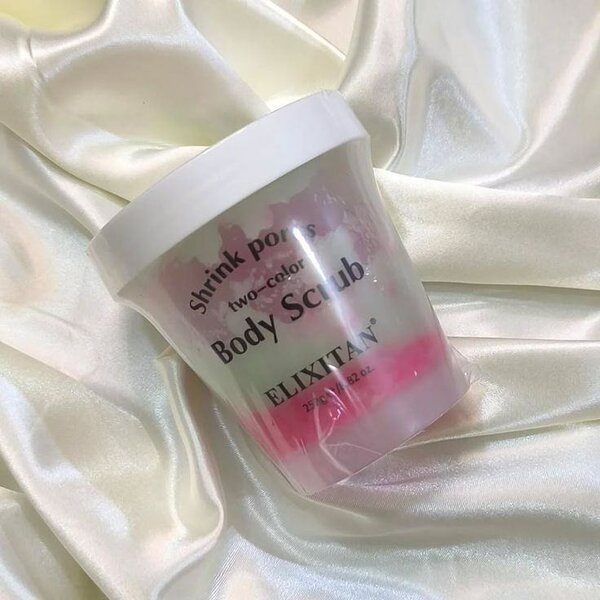 Shrink pores
two-color
Body Scrub
ELIXITAN®